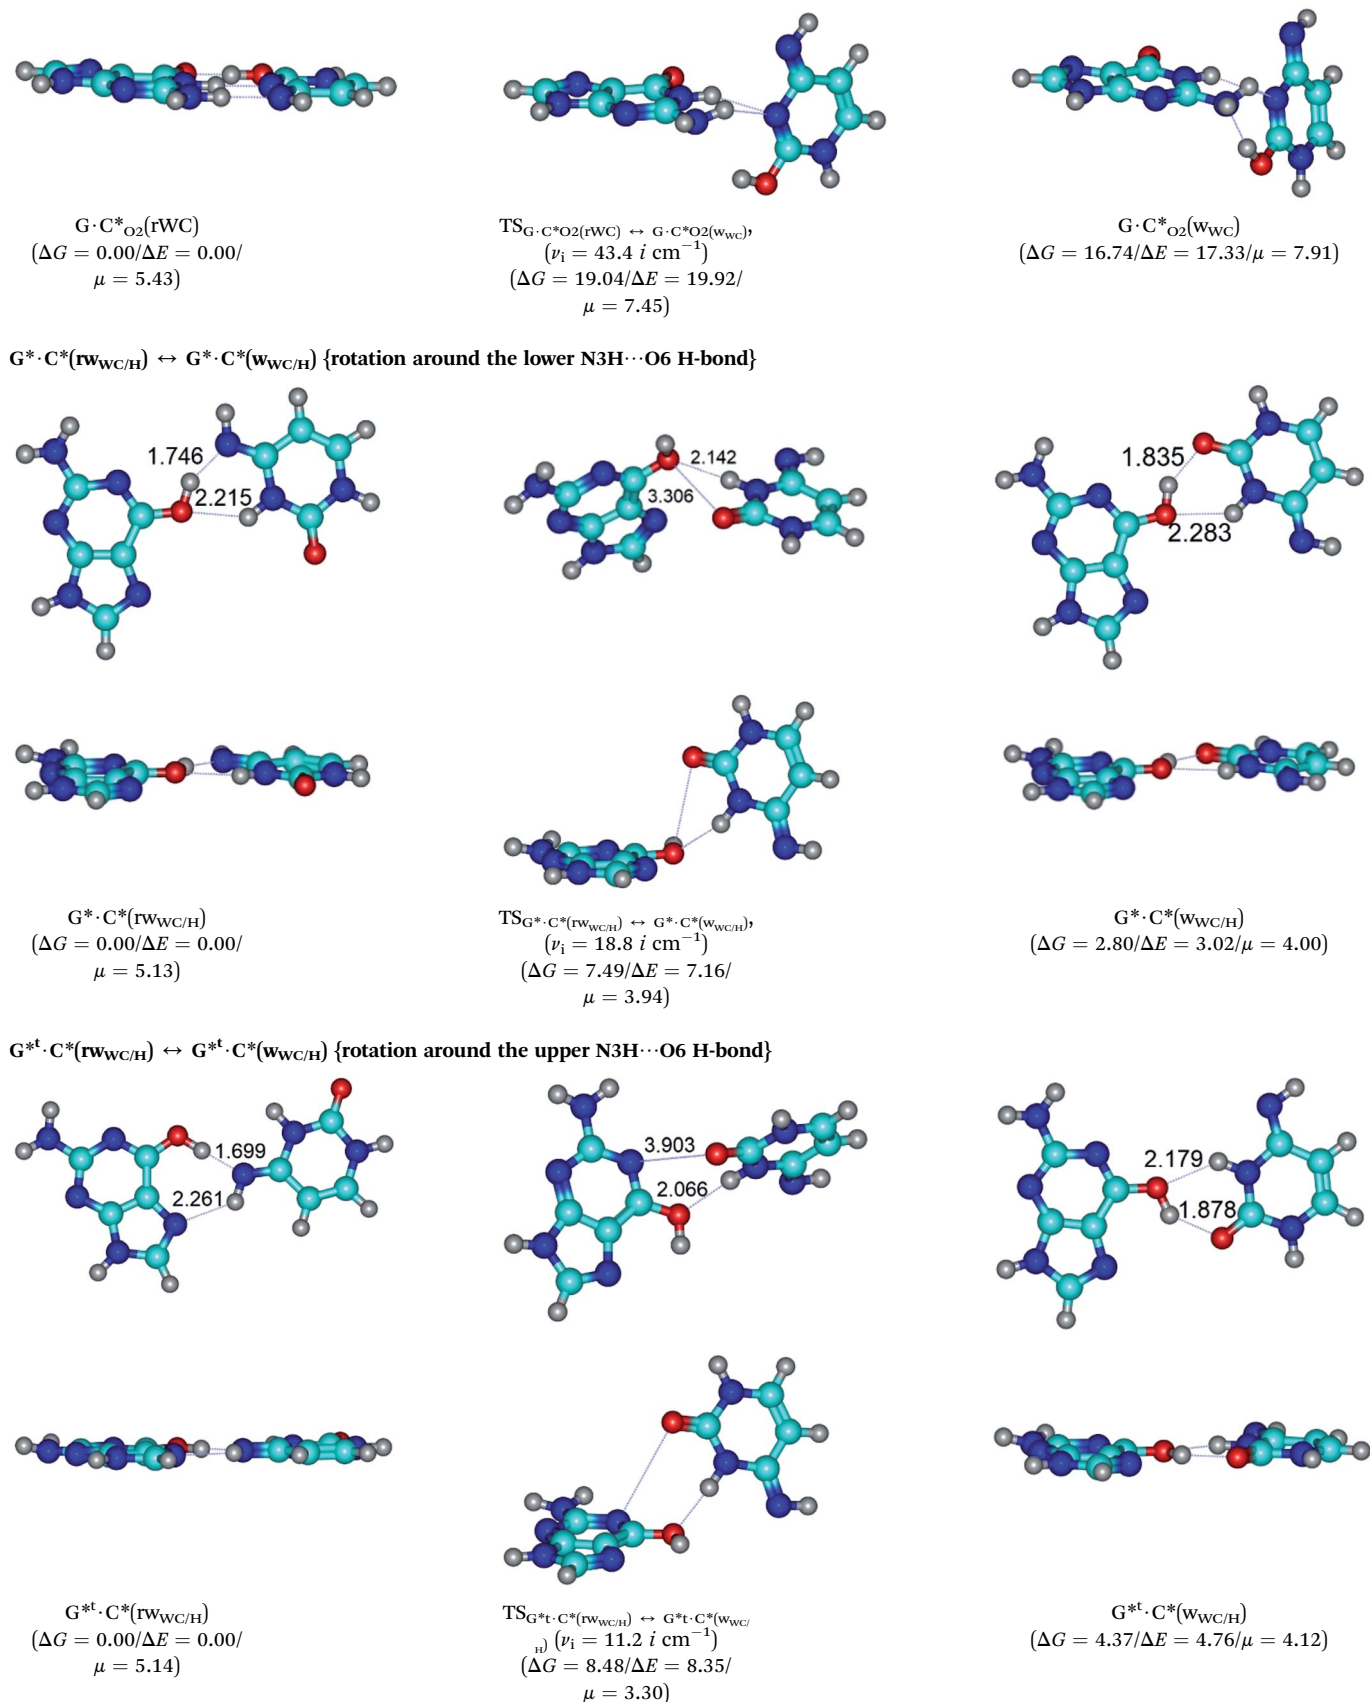 G·C*O2(rWC)
(ΔG = 0.00/ΔE = 0.00/
μ = 5.43)
TSG·C*O2(rWC) ↔ G·C*O2(wWC),
(νi = 43.4 i cm−1)
(ΔG = 19.04/ΔE = 19.92/
μ = 7.45)
G·C*O2(wWC)
(ΔG = 16.74/ΔE = 17.33/μ = 7.91)
G*·C*(rwWC/H) ↔ G*·C*(wWC/H) {rotation around the lower N3H···O6 H-bond}
1.746
2.215
2.142
3.306
1.835
2.283
G*·C*(rwWC/H)
(ΔG = 0.00/ΔE = 0.00/
μ = 5.13)
TSG*·C*(rwWC/H) ↔ G*·C*(wWC/H),
(νi = 18.8 i cm−1)
(ΔG = 7.49/ΔE = 7.16/
μ = 3.94)
G*·C*(wWC/H)
(ΔG = 2.80/ΔE = 3.02/μ = 4.00)
G*t·C*(rwWC/H) ↔ G*t·C*(wWC/H) {rotation around the upper N3H···O6 H-bond}
1.699
2.261
3.903
2.066
2.179
1.878
G*t·C*(rwWC/H)
(ΔG = 0.00/ΔE = 0.00/
μ = 5.14)
TSG*t·C*(rwWC/H) ↔ G*t·C*(wWC/
H) (νi = 11.2 i cm−1)
(ΔG = 8.48/ΔE = 8.35/
μ = 3.30)
G*t·C*(wWC/H)
(ΔG = 4.37/ΔE = 4.76/μ = 4.12)